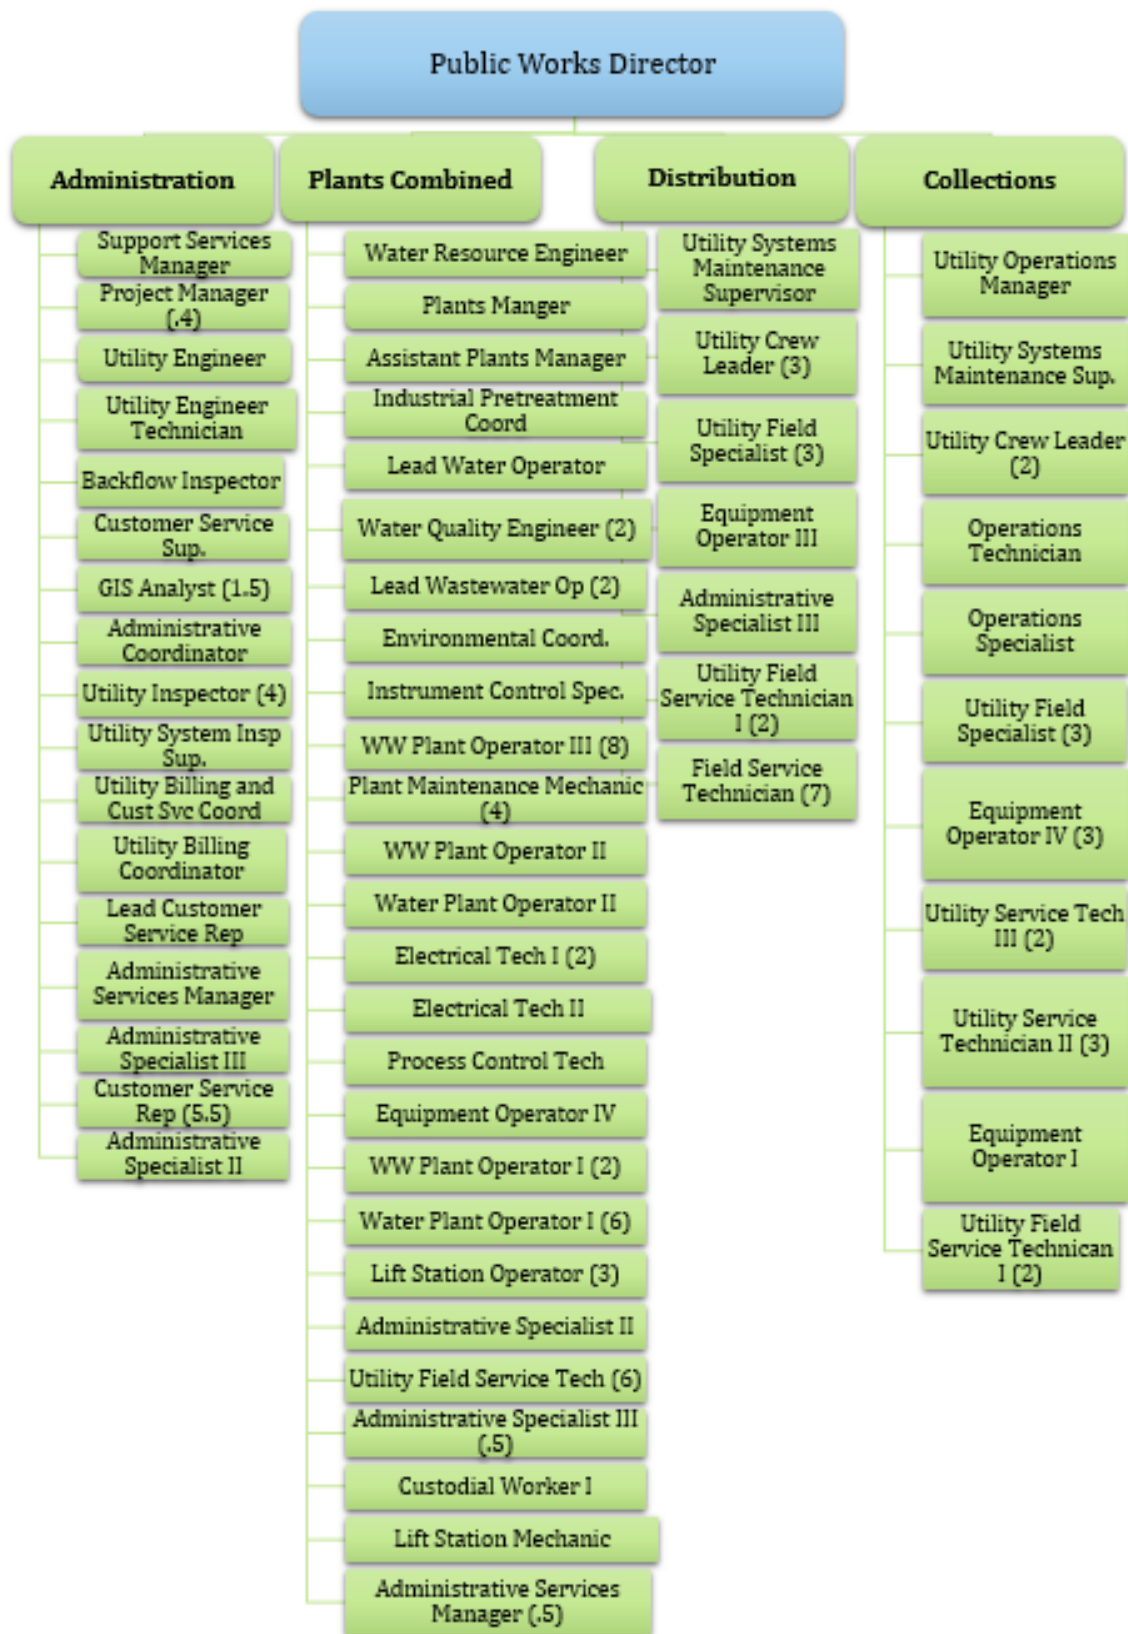 Public Works Director
Administration
Support Services
Manager
Project Manager
(.4)
Utility Engineer
Utility Engineer
Technician
Backflow Inspector
Customer Service
Sup.
GIS Analyst (1.5)
Administrative
Coordinator
Utility Inspector (4)
Utility System Insp
Sup.
Utility Billing and
Cust Svc Coord
Utility Billing
Coordinator
Lead Customer
Service Rep
Administrative
Services Manager
Administrative
Specialist III
Customer Service
Rep (5.5)
Administrative
Specialist II
Plants Combined
Water Resource Engineer
Plants Manger
Assistant Plants Manager
Industrial Pretreatment
Coord
Lead Water Operator
Water Quality Engineer (2)
Lead Wastewater Op (2)
Environmental Coord.
Instrument Control Spec.
WW Plant Operator III (8)
Plant Maintenance Mechanic
(4)
WW Plant Operator II
Water Plant Operator II
Electrical Tech I (2)
Electrical Tech II
Process Control Tech
Equipment Operator IV
WW Plant Operator I (2)
Water Plant Operator I (6)
Lift Station Operator (3)
Administrative Specialist II
Utility Field Service Tech (6)
Administrative Specialist III
(.5)
Custodial Worker I
Lift Station Mechanic
Administrative Services
Manager (.5)
Distribution
Utility Systems
Maintenance
Supervisor
Utility Crew
Leader (3)
Utility Field
Specialist (3)
Equipment
Operator III
Administrative
Specialist III
Utility Field
Service Technician
I (2)
Field Service
Technician (7)
Collections
Utility Operations
Manager
Utility Systems
Maintenance Sup.
Utility Crew Leader
(2)
Operations
Technician
Operations
Specialist
Utility Field
Specialist (3)
Equipment
Operator IV (3)
Utility Service Tech
III (2)
Utility Service
Technician II (3)
Equipment
Operator I
Utility Field
Service Technican
I (2)